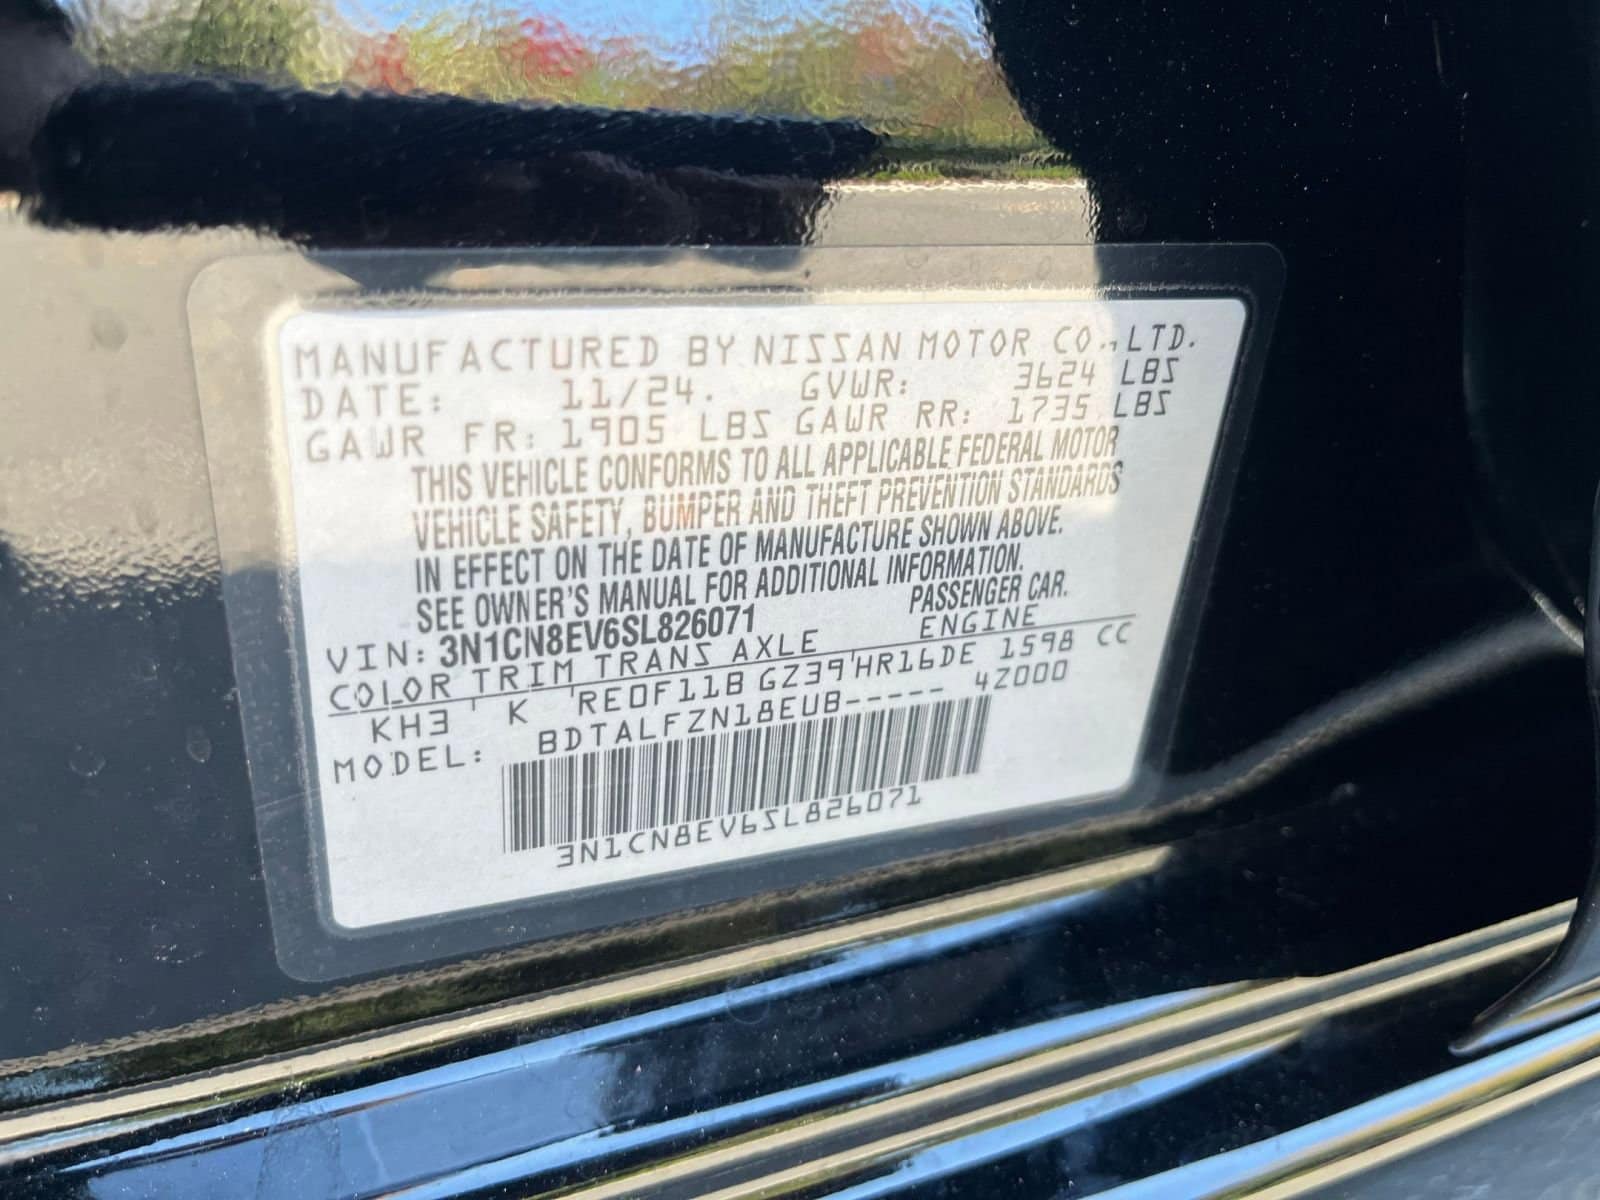 MANUFACTURED BY NISSAN MOTOR CO., LTD.
DATE: 11/24. GVWR: 3624 LBS
GAWR FR: 1905 LBS GAWR RR: 1735 LBS
THIS VEHICLE CONFORMS TO ALL APPLICABLE FEDERAL MOTOR
VEHICLE SAFETY, BUMPER AND THEFT PREVENTION STANDARDS
IN EFFECT ON THE DATE OF MANUFACTURE SHOWN ABOVE.
SEE OWNER'S MANUAL FOR ADDITIONAL INFORMATION.
VIN: 3N1CN8EV6SL826071 PASSENGER CAR.
COLOR TRIM TRANS AXLE ENGINE
KH3 K RE0F11B GZ39 HR16DE 1598 CC
MODEL: BDTALFZN18EUB----- 4Z000
3N1CN8EV6SL826071